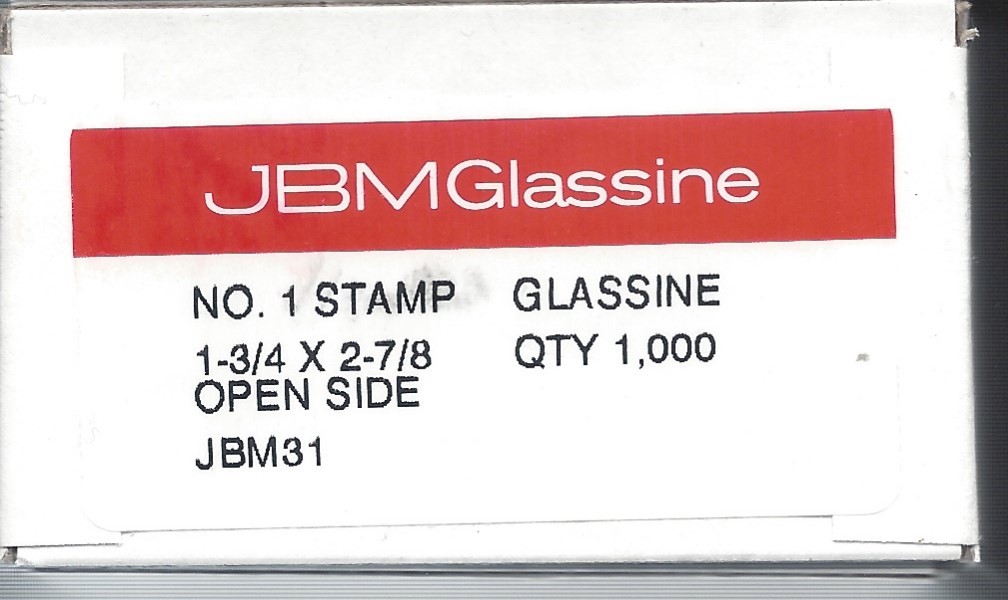 JBMGlassine
NO. 1 STAMP GLASSINE
1-3/4 X 2-7/8 QTY 1,000
OPEN SIDE
JBM31